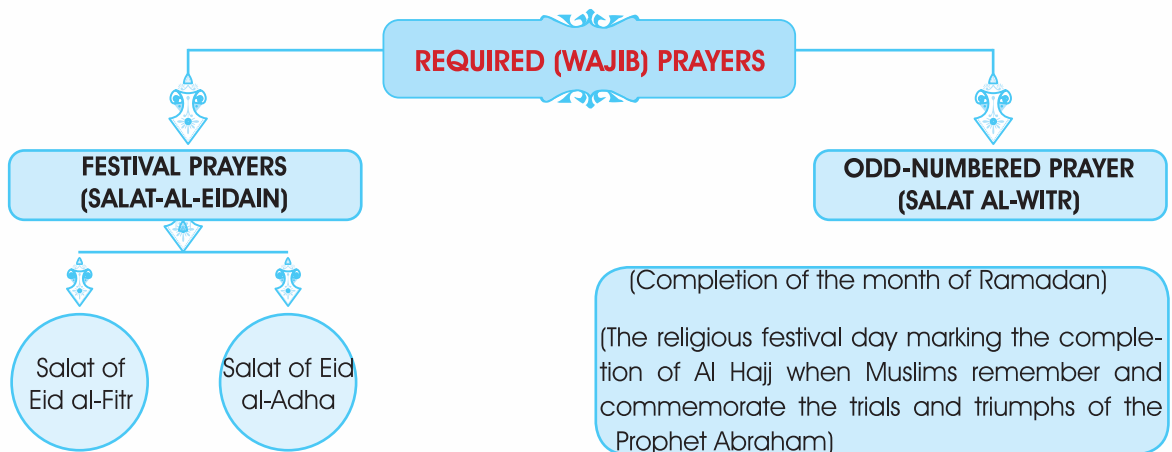 REQUIRED (WAJIB) PRAYERS
FESTIVAL PRAYERS
(SALAT-AL-EIDAIN)
ODD-NUMBERED PRAYER
(SALAT AL-WITR)
Salat of
Eid al-Fitr
Salat of Eid
al-Adha
(Completion of the month of Ramadan)
(The religious festival day marking the comple-
tion of Al Hajj when Muslims remember and
commemorate the trials and triumphs of the
Prophet Abraham)